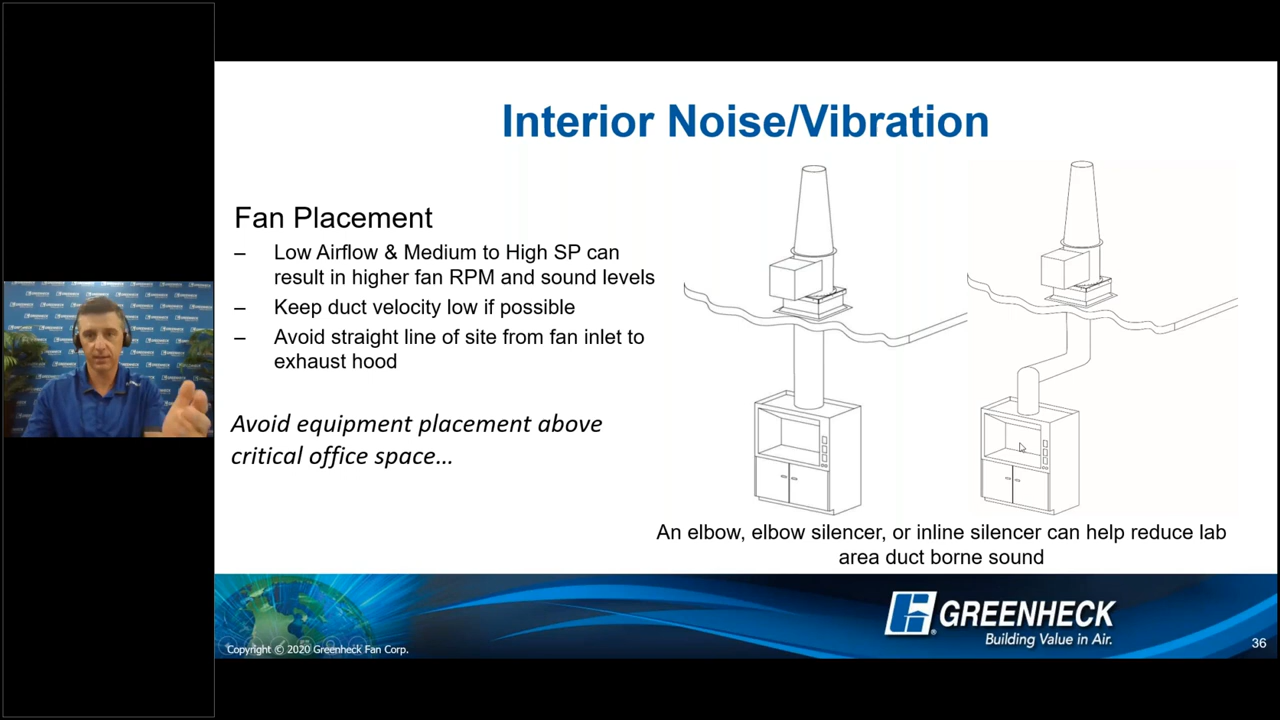 Interior Noise/Vibration
Fan Placement
– Low Airflow & Medium to High SP can
result in higher fan RPM and sound levels
– Keep duct velocity low if possible
– Avoid straight line of site from fan inlet to
exhaust hood
Avoid equipment placement above
critical office space...
An elbow, elbow silencer, or inline silencer can help reduce lab
area duct borne sound
GREENHECK
Building Value in Air.
Copyright © 2020 Greenheck Fan Corp.
36